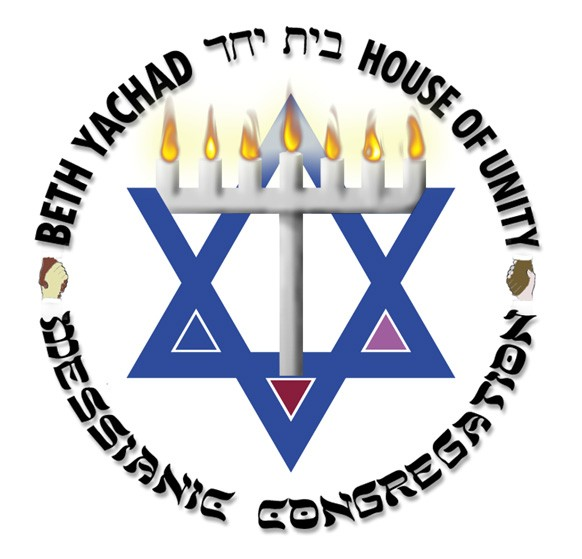 BETH YACHAD בית יחד HOUSE OF UNITY
MESSIANIC CONGREGATION